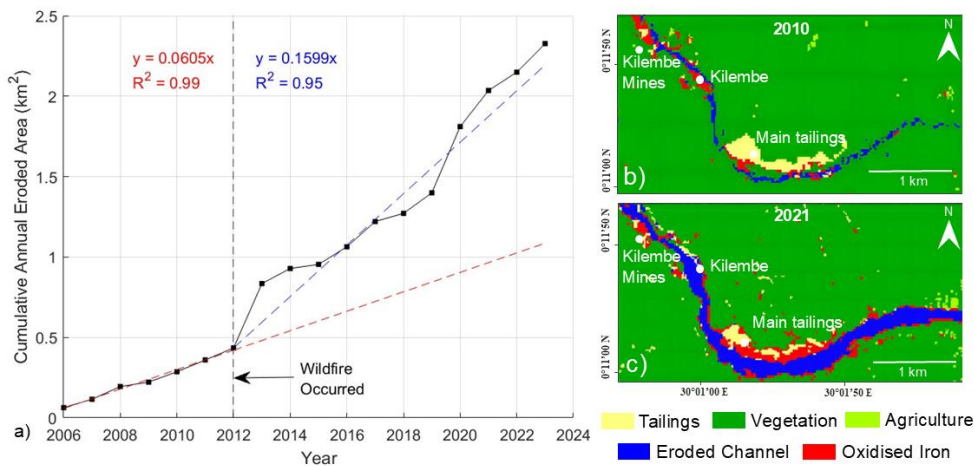 Cumulative Annual Eroded Area (km²)
2.5
2
1.5
1
0.5
0
2006 2008 2010 2012 2014 2016 2018 2020 2022 2024
Year
a)
y = 0.0605x
R² = 0.99
y = 0.1599x
R² = 0.95
Wildfire
Occurred
2010
N
0°11'50 N
0°11'00 N
Kilembe
Mines
Kilembe
Main tailings
b)
1 km
2021
N
0°11'50 N
0°11'00 N
Kilembe
Mines
Kilembe
Main tailings
c)
1 km
30°01'00 E
30°01'50 E
Tailings
Vegetation
Agriculture
Eroded Channel
Oxidised Iron